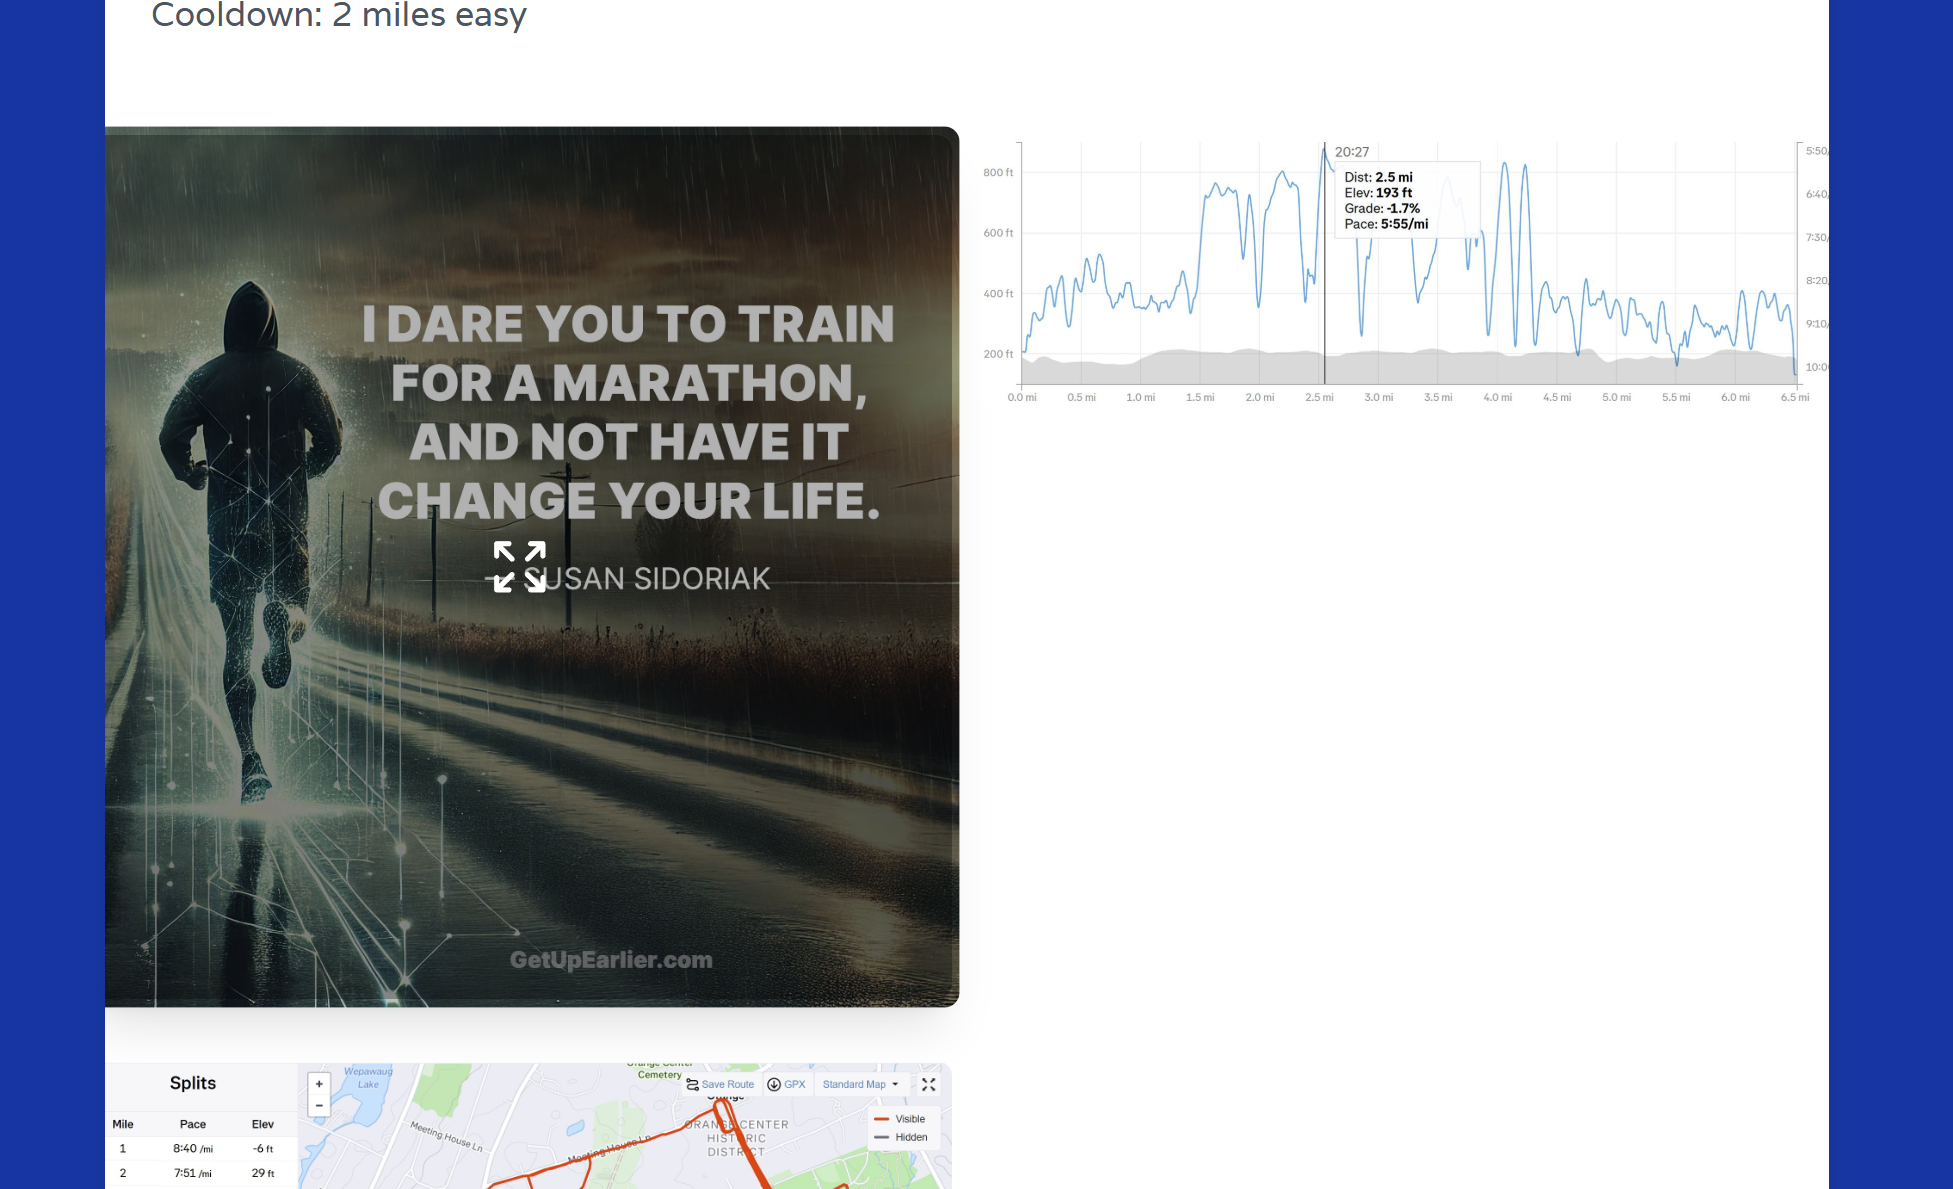 Cooldown: 2 miles easy
I DARE YOU TO TRAIN
FOR A MARATHON,
AND NOT HAVE IT
CHANGE YOUR LIFE.
— SUSAN SIDORIAK
GetUpEarlier.com
20:27
Dist: 2.5 mi
Elev: 193 ft
Grade: -1.7%
Pace: 5:55/mi
800 ft
600 ft
400 ft
200 ft
5:50/
6:40/
7:30/
8:20/
9:10/
10:0
0.0 mi 0.5 mi 1.0 mi 1.5 mi 2.0 mi 2.5 mi 3.0 mi 3.5 mi 4.0 mi 4.5 mi 5.0 mi 5.5 mi 6.0 mi 6.5 mi
Splits
Mile Pace Elev
1 8:40 /mi -6 ft
2 7:51 /mi 29 ft
+
−
Wepawaug
Lake
Meeting House Ln
Meeting House Ln
Orange Center
Cemetery
Save Route
GPX
Standard Map
Visible
Hidden
Orange
ORANGE CENTER
HISTORIC
DISTRICT